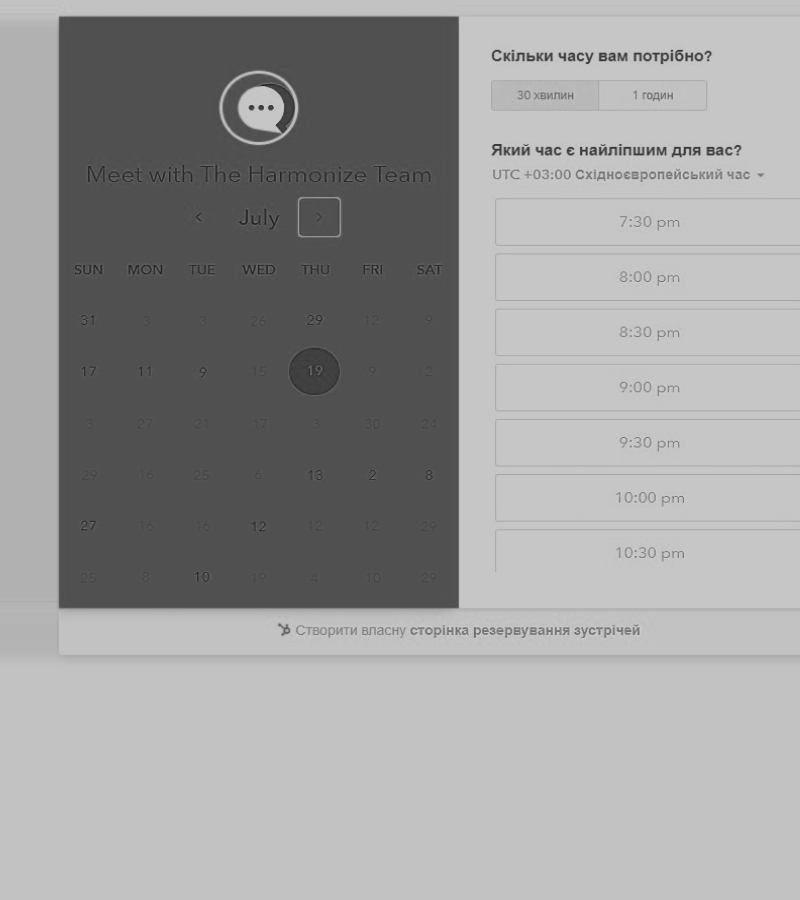 Meet with The Harmonize Team
July
SUN MON TUE WED THU FRI SAT
31 3 3 26 29 12 9
17 11 9 15 19 9 2
3 27 21 17 3 30 24
29 16 25 6 13 2 8
27 16 16 12 12 12 29
25 8 10 19 4 10 29
Скільки часу вам потрібно?
30 хвилин 1 годин
Який час є найліпшим для вас?
UTC +03:00 Східноєвропейський час
7:30 pm
8:00 pm
8:30 pm
9:00 pm
9:30 pm
10:00 pm
10:30 pm
Створити власну сторінка резервування зустрічей